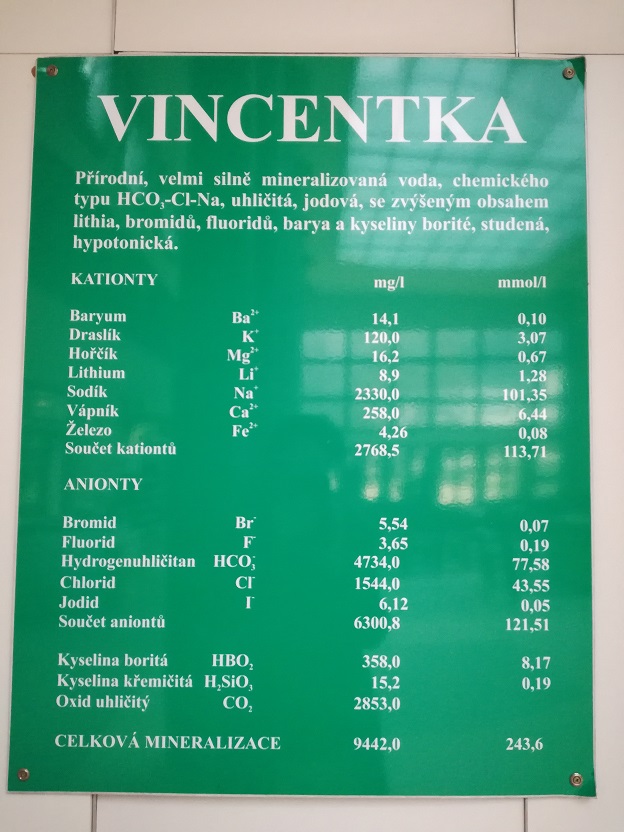 VINCENTKA
Přírodní, velmi silně mineralizovaná voda, chemického
typu HCO₃-Cl-Na, uhličitá, jodová, se zvýšeným obsahem
lithia, bromidů, fluoridů, barya a kyseliny borité, studená,
hypotonická.
KATIONTY mg/l mmol/l
Baryum Ba²⁺ 14,1 0,10
Draslík K⁺ 120,0 3,07
Hořčík Mg²⁺ 16,2 0,67
Lithium Li⁺ 8,9 1,28
Sodík Na⁺ 2330,0 101,35
Vápník Ca²⁺ 258,0 6,44
Železo Fe²⁺ 4,26 0,08
Součet kationtů 2768,5 113,71
ANIONTY
Bromid Br⁻ 5,54 0,07
Fluorid F⁻ 3,65 0,19
Hydrogenuhličitan HCO₃⁻ 4734,0 77,58
Chlorid Cl⁻ 1544,0 43,55
Jodid I⁻ 6,12 0,05
Součet aniontů 6300,8 121,51
Kyselina boritá HBO₂ 358,0 8,17
Kyselina křemičitá H₂SiO₃ 15,2 0,19
Oxid uhličitý CO₂ 2853,0
CELKOVÁ MINERALIZACE 9442,0 243,6